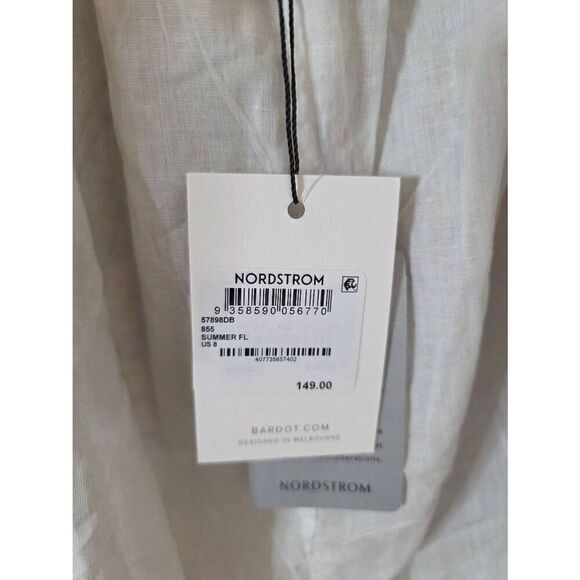 NORDSTROM
9 358590 056770
57898DB
855
SUMMER FL
US 8
407735657402
149.00
BARDOT.COM
DESIGNED IN MELBOURNE
alterations.
NORDSTROM